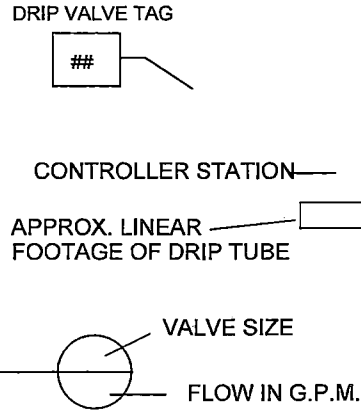 DRIP VALVE TAG
##
CONTROLLER STATION
APPROX. LINEAR
FOOTAGE OF DRIP TUBE
VALVE SIZE
FLOW IN G.P.M.